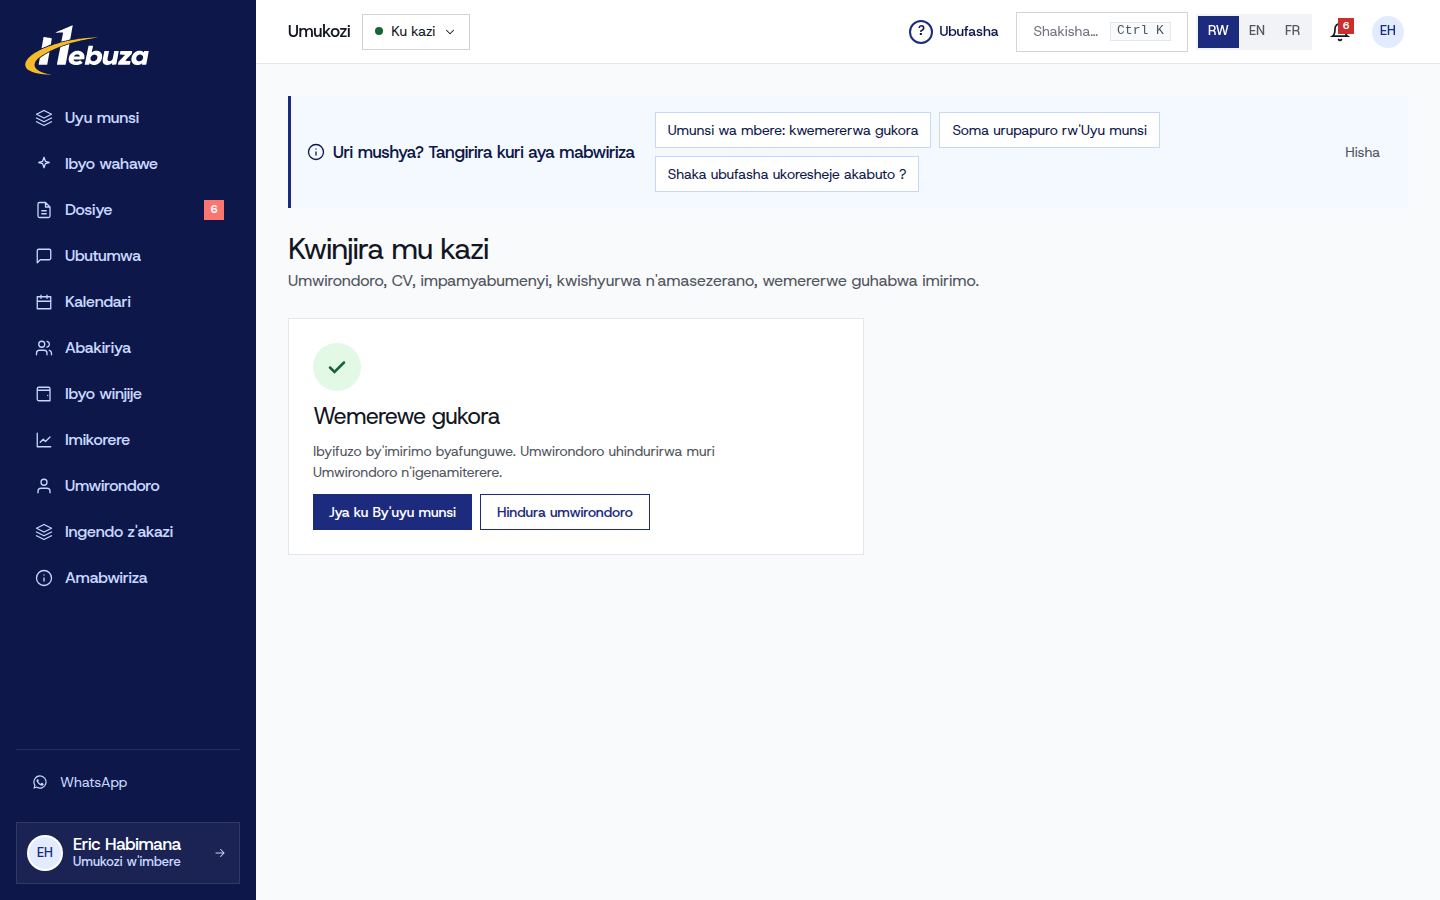 Hebuza
Uyu munsi
Ibyo wahawe
Dosiye 6
Ubutumwa
Kalendari
Abakiriya
Ibyo winjije
Imikorere
Umwirondoro
Ingendo z'akazi
Amabwiriza
WhatsApp
EH Eric Habimana
Umukozi w'imbere
Umukozi Ku kazi ? Ubufasha Shakisha... Ctrl K RW EN FR 6 EH
Uri mushya? Tangirira kuri aya mabwiriza
Umunsi wa mbere: kwemererwa gukora
Soma urupapuro rw'Uyu munsi
Shaka ubufasha ukoresheje akabuto ?
Hisha
Kwinjira mu kazi
Umwirondoro, CV, impamyabumenyi, kwishyurwa n'amasezerano, wemererwe guhabwa imirimo.
Wemerewe gukora
Ibyifuzo by'imirimo byafunguwe. Umwirondoro uhindurirwa muri
Umwirondoro n'igenamiterere.
Jya ku By'uyu munsi
Hindura umwirondoro